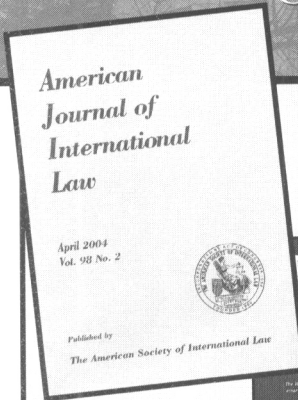 American
Journal of
International
Law
April 2004
Vol. 98 No. 2
Published by
The American Society of International Law